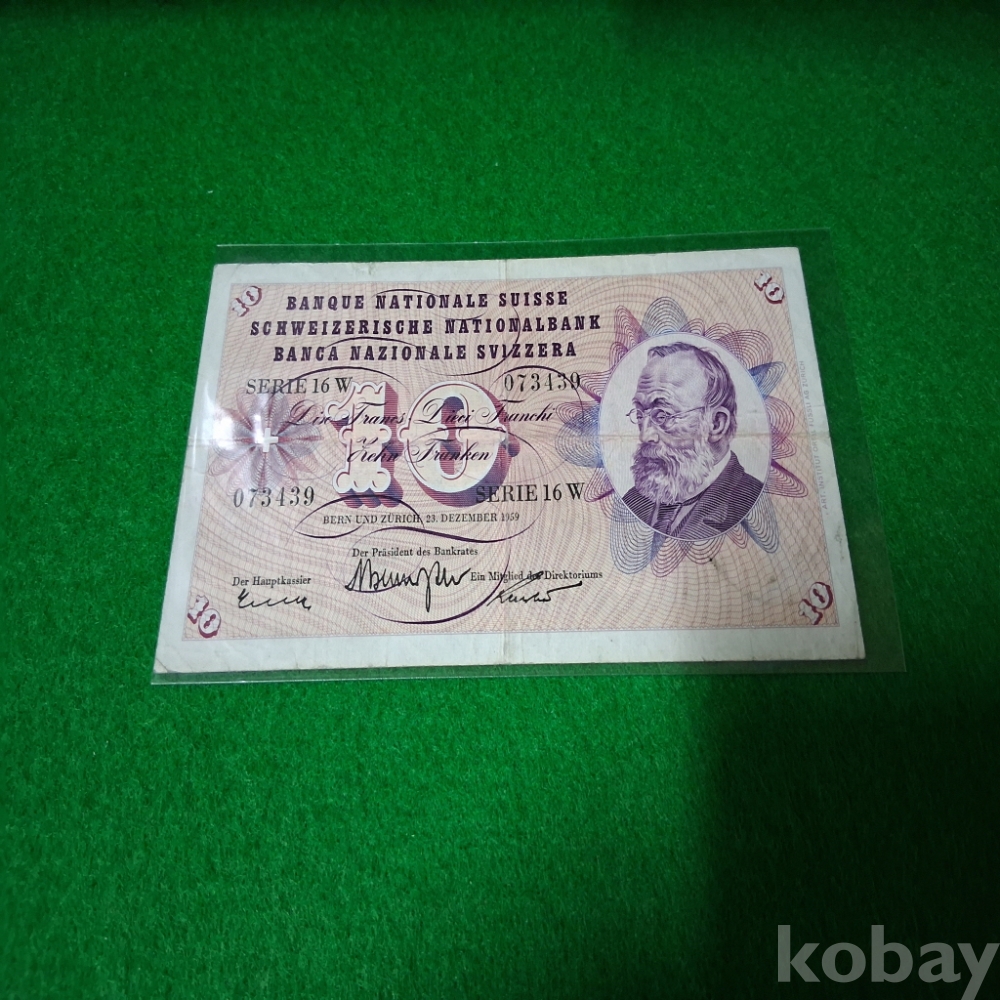 10
10
BANQUE NATIONALE SUISSE
SCHWEIZERISCHE NATIONALBANK
BANCA NAZIONALE SVIZZERA
SERIE 16 W
073439
10
Dix Francs Dieci Franchi
Zehn Franken
073439
SERIE 16 W
BERN UND ZÜRICH, 23. DEZEMBER 1959
Der Präsident des Bankrates
Der Hauptkassier
Ein Mitglied des Direktoriums
10
10
kobay